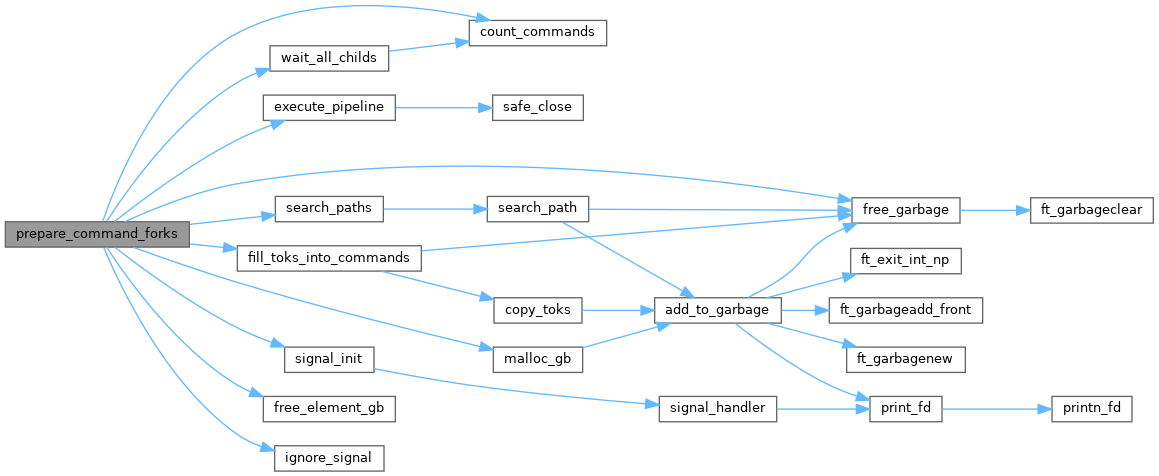 count_commands
wait_all_childs
execute_pipeline
safe_close
search_paths
search_path
free_garbage
ft_garbageclear
prepare_command_forks
fill_toks_into_commands
ft_exit_int_np
copy_toks
add_to_garbage
ft_garbageadd_front
signal_init
malloc_gb
ft_garbagenew
free_element_gb
signal_handler
print_fd
printn_fd
ignore_signal